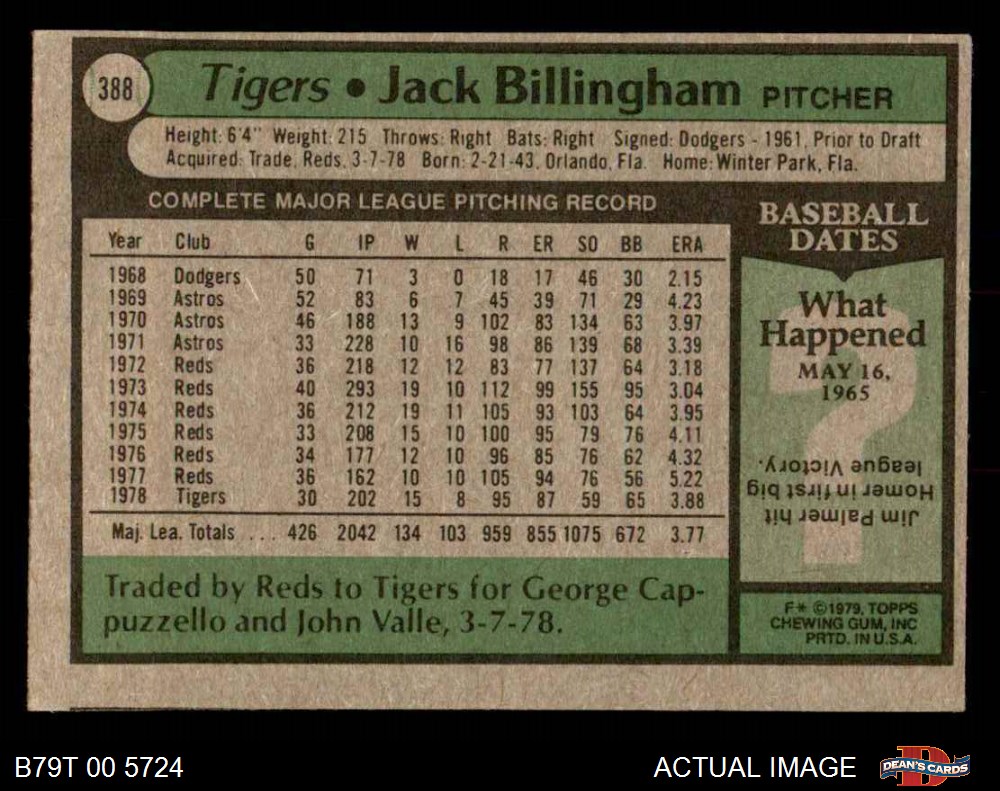 388
Tigers • Jack Billingham PITCHER
Height: 6'4" Weight: 215 Throws: Right Bats: Right Signed: Dodgers - 1961, Prior to Draft
Acquired: Trade, Reds, 3-7-78 Born: 2-21-43, Orlando, Fla. Home: Winter Park, Fla.
COMPLETE MAJOR LEAGUE PITCHING RECORD
Year Club G IP W L R ER SO BB ERA
1968 Dodgers 50 71 3 0 18 17 46 30 2.15
1969 Astros 52 83 6 7 45 39 71 29 4.23
1970 Astros 46 188 13 9 102 83 134 63 3.97
1971 Astros 33 228 10 16 98 86 139 68 3.39
1972 Reds 36 218 12 12 83 77 137 64 3.18
1973 Reds 40 293 19 10 112 99 155 95 3.04
1974 Reds 36 212 19 11 105 93 103 64 3.95
1975 Reds 33 208 15 10 100 95 79 76 4.11
1976 Reds 34 177 12 10 96 85 76 62 4.32
1977 Reds 36 162 10 10 105 94 76 56 5.22
1978 Tigers 30 202 15 8 95 87 59 65 3.88
Maj. Lea. Totals ... 426 2042 134 103 959 855 1075 672 3.77
Traded by Reds to Tigers for George Cap-
puzzello and John Valle, 3-7-78.
BASEBALL
DATES
What
Happened
MAY 16,
1965
?
Jim Palmer hit
Homer in first big
league Victory.
F* ©1979, TOPPS
CHEWING GUM, INC
PRTD. IN U.S.A.
B79T 00 5724
ACTUAL IMAGE
D
DEAN'S CARDS